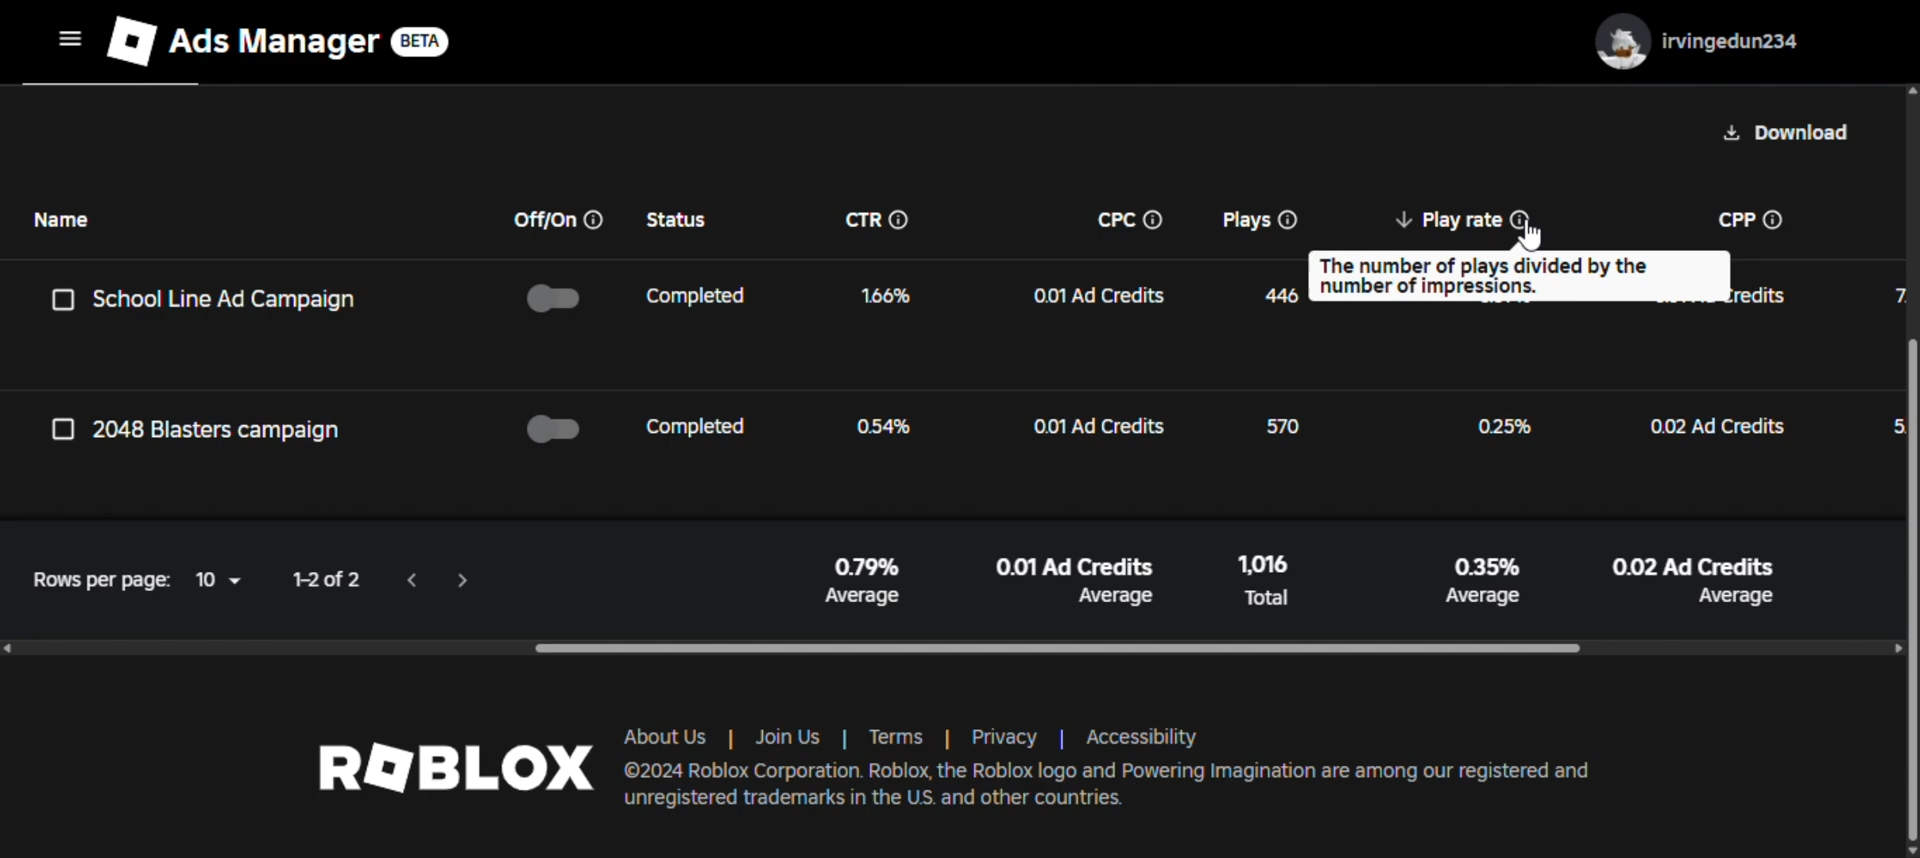 Ads Manager BETA
irvingedun234
Download
Name Off/On Status CTR CPC Plays Play rate CPP
The number of plays divided by the
number of impressions.
School Line Ad Campaign Completed 1.66% 0.01 Ad Credits 446 Credits 7.
2048 Blasters campaign Completed 0.54% 0.01 Ad Credits 570 0.25% 0.02 Ad Credits 5.
Rows per page: 10 1–2 of 2 0.79% 0.01 Ad Credits 1,016 0.35% 0.02 Ad Credits
Average Average Total Average Average
ROBLOX
About Us | Join Us | Terms | Privacy | Accessibility
©2024 Roblox Corporation. Roblox, the Roblox logo and Powering Imagination are among our registered and
unregistered trademarks in the U.S. and other countries.